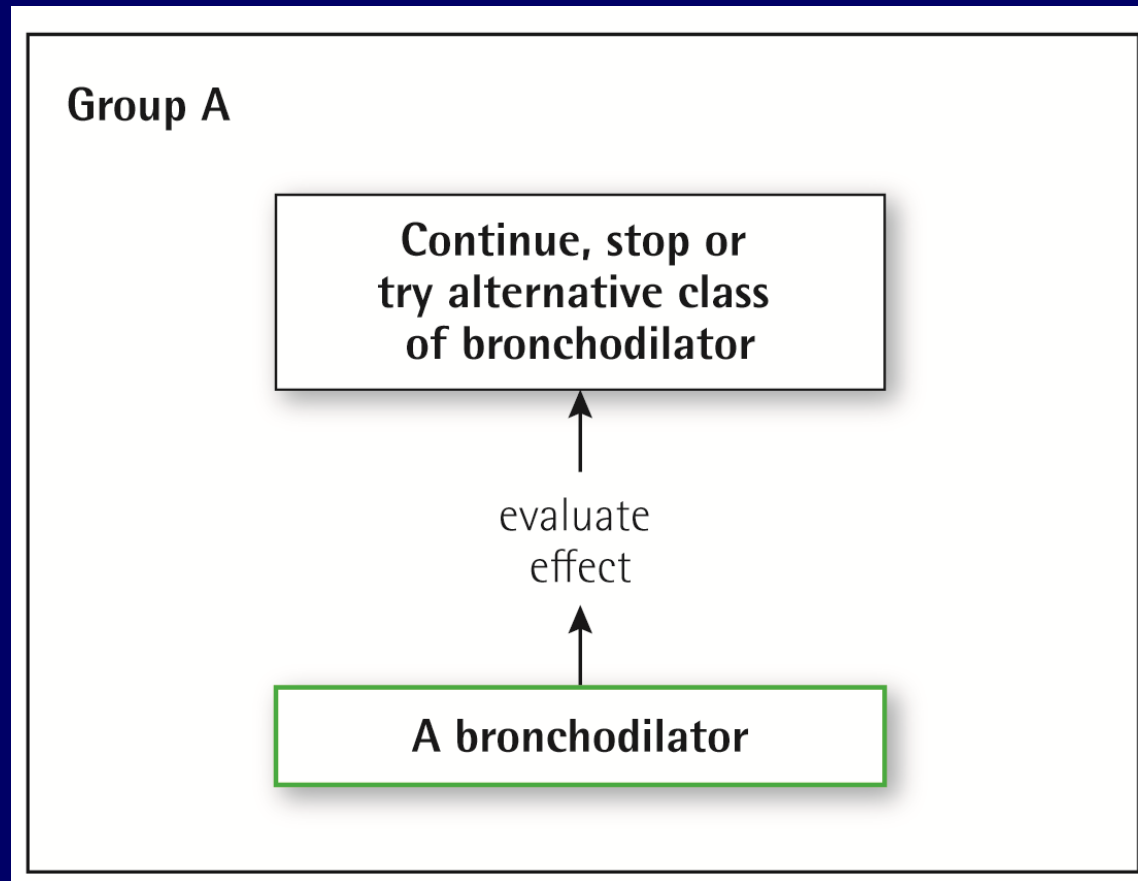 Group A
Continue, stop or
try alternative class
of bronchodilator
evaluate
effect
A bronchodilator